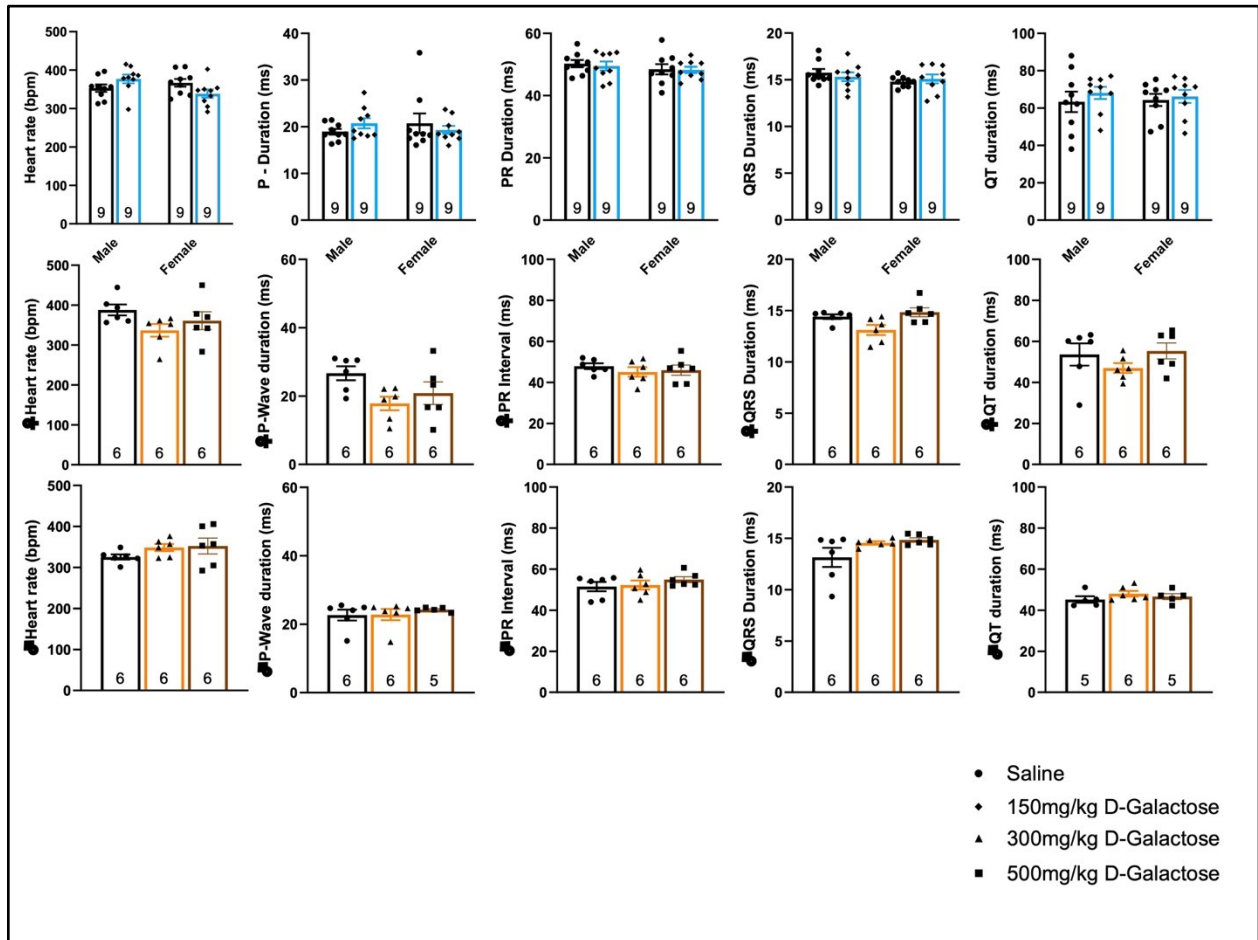 Heart rate (bpm)
500
400
300
200
100
0
9 9 9 9
Male Female
P - Duration (ms)
40
30
20
10
0
9 9 9 9
Male Female
PR Duration (ms)
60
40
20
0
9 9 9 9
Male Female
QRS Duration (ms)
20
15
10
5
0
9 9 9 9
Male Female
QT duration (ms)
100
80
60
40
20
0
9 9 9 9
Male Female
Heart rate (bpm)
500
400
300
200
100
0
6 6 6
P-Wave duration (ms)
60
40
20
0
6 6 6
PR Interval (ms)
100
80
60
40
20
0
6 6 6
QRS Duration (ms)
20
15
10
5
0
6 6 6
QT duration (ms)
100
80
60
40
20
0
6 6 6
Heart rate (bpm)
500
400
300
200
100
0
6 6 6
P-Wave duration (ms)
60
40
20
0
6 6 5
PR Interval (ms)
100
80
60
40
20
0
6 6 6
QRS Duration (ms)
20
15
10
5
0
6 6 6
QT duration (ms)
100
80
60
40
20
0
5 6 5
Saline
150mg/kg D-Galactose
300mg/kg D-Galactose
500mg/kg D-Galactose